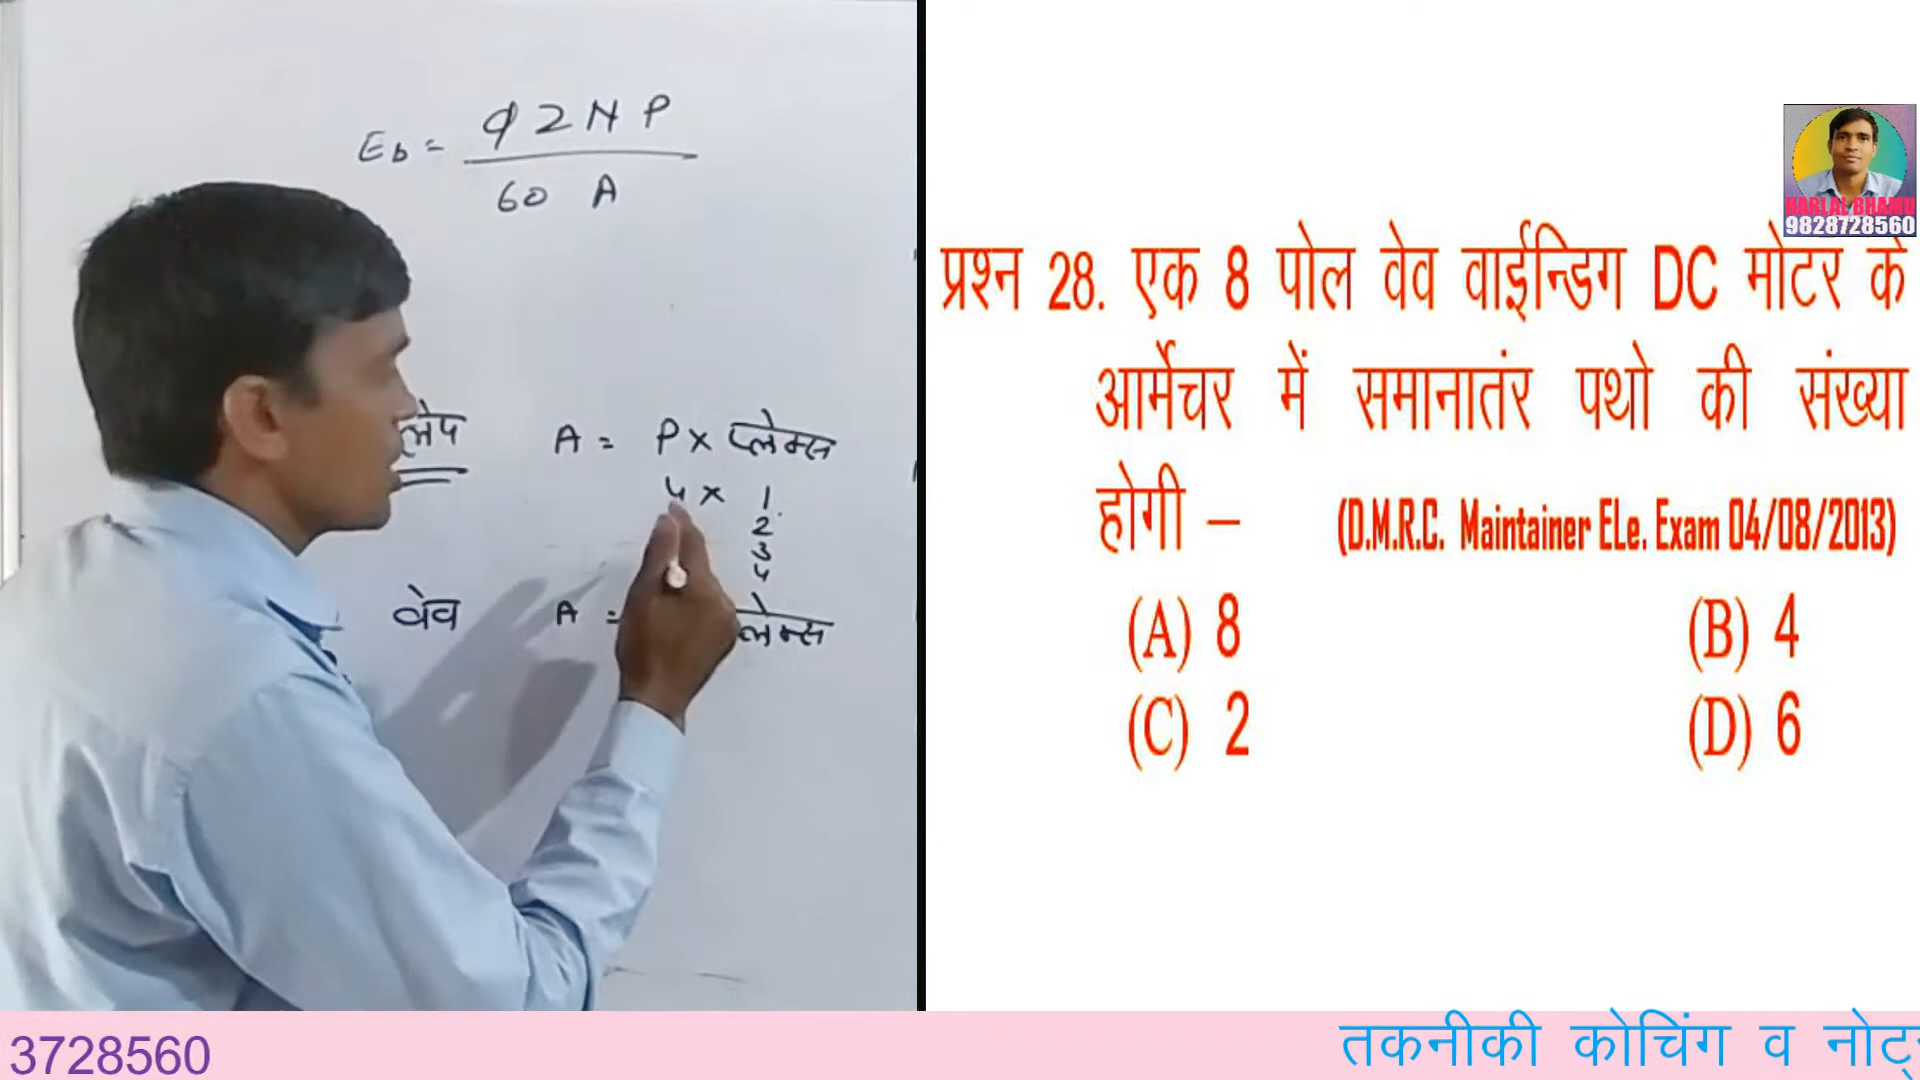 Eb = φZNP
60 A
लेप A = P x प्लेक्स
4 x 1
2
3
4
वेव A =
HARLAL BHAMU
9828728560
प्रश्न 28. एक 8 पोल वेव वाईन्डिग DC मोटर के
आर्मेचर में समानातंर पथो की संख्या
होगी – (D.M.R.C. Maintainer ELe. Exam 04/08/2013)
(A) 8 (B) 4
(C) 2 (D) 6
3728560 तकनीकी कोचिंग व